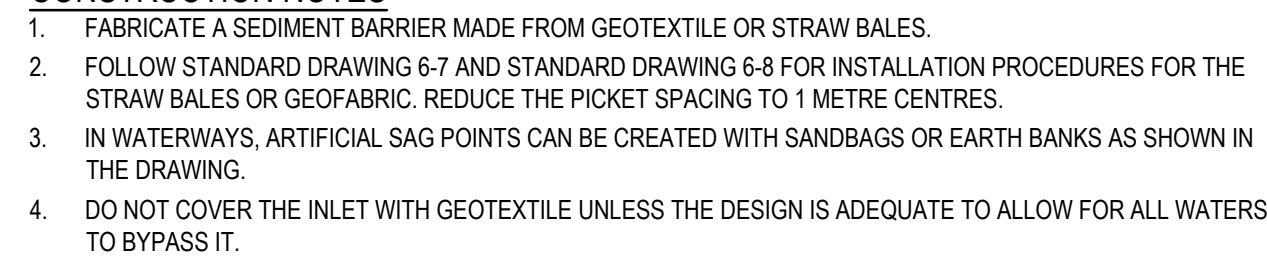 CONSTRUCTION NOTES
1. FABRICATE A SEDIMENT BARRIER MADE FROM GEOTEXTILE OR STRAW BALES.
2. FOLLOW STANDARD DRAWING 6-7 AND STANDARD DRAWING 6-8 FOR INSTALLATION PROCEDURES FOR THE
STRAW BALES OR GEOFABRIC. REDUCE THE PICKET SPACING TO 1 METRE CENTRES.
3. IN WATERWAYS, ARTIFICIAL SAG POINTS CAN BE CREATED WITH SANDBAGS OR EARTH BANKS AS SHOWN IN
THE DRAWING.
4. DO NOT COVER THE INLET WITH GEOTEXTILE UNLESS THE DESIGN IS ADEQUATE TO ALLOW FOR ALL WATERS
TO BYPASS IT.